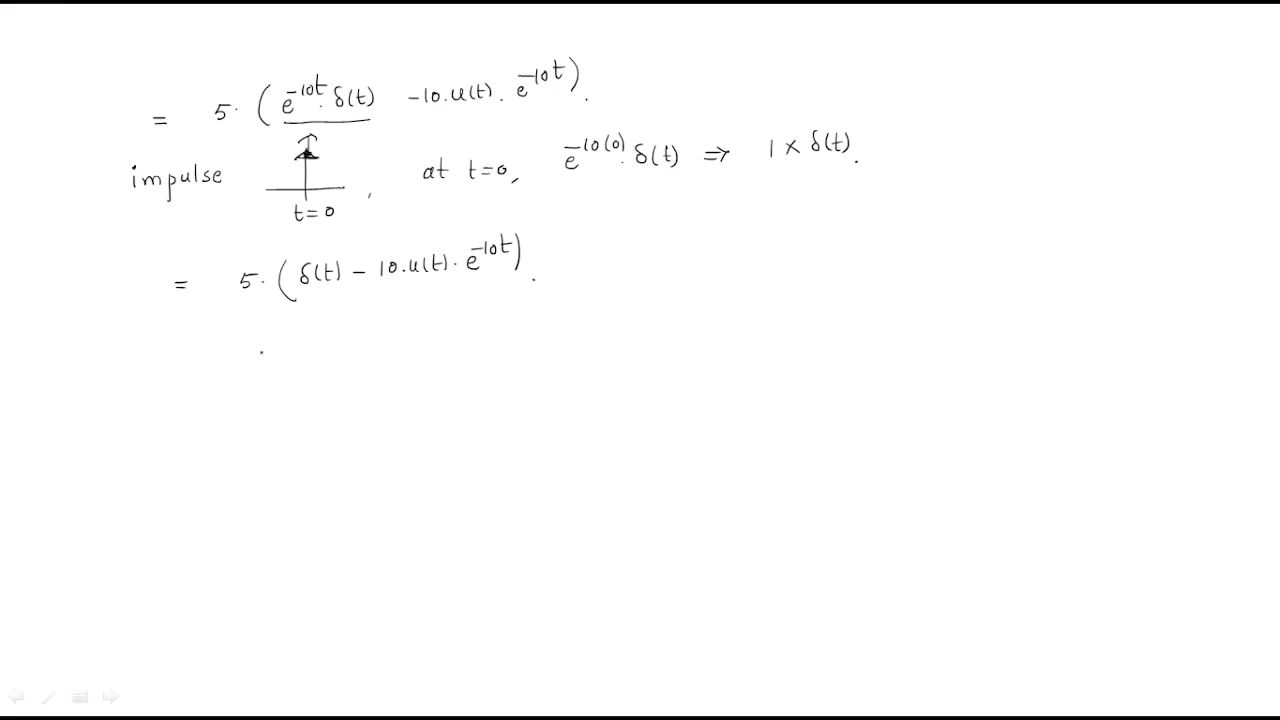 = 5. (e^{-10t}. δ(t) -10.u(t). e^{-10t}).
impulse t=0, at t=0, e^{-10(0)}. δ(t) ⇒ 1 × δ(t).
= 5. (δ(t) - 10.u(t). e^{-10t}).